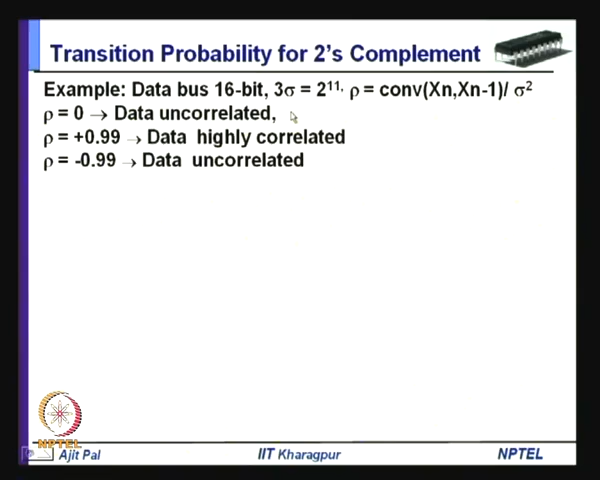 Transition Probability for 2's Complement
Example: Data bus 16-bit, 3σ = 2¹¹, ρ = conv(Xn,Xn-1)/ σ²
ρ = 0 → Data uncorrelated,
ρ = +0.99 → Data highly correlated
ρ = -0.99 → Data uncorrelated
NPTEL
Ajit Pal IIT Kharagpur NPTEL